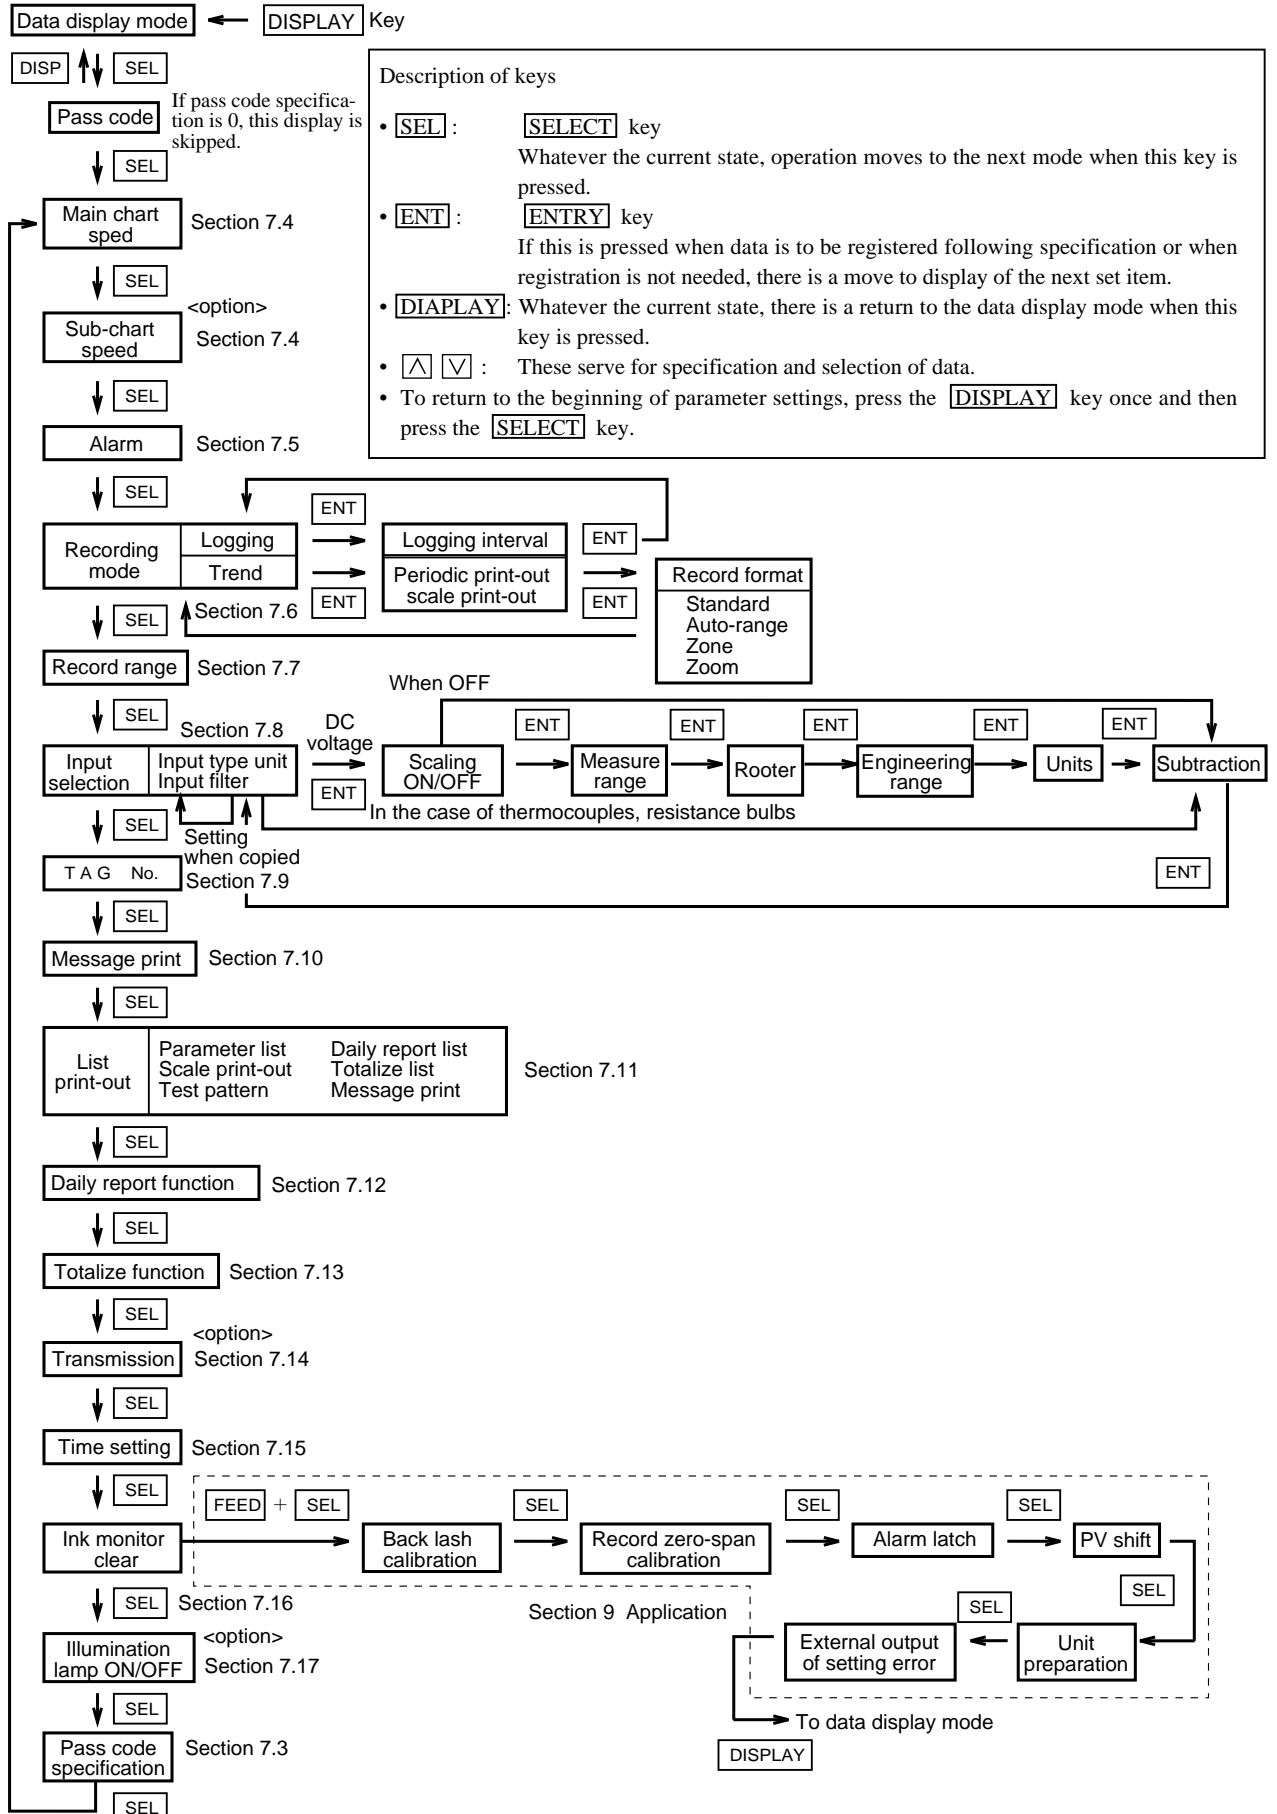 Data display mode
DISPLAY Key
DISP
SEL
Pass code
If pass code specifica-
tion is 0, this display is
skipped.
SEL
Description of keys
• SEL : SELECT key
Whatever the current state, operation moves to the next mode when this key is
pressed.
• ENT : ENTRY key
If this is pressed when data is to be registered following specification or when
registration is not needed, there is a move to display of the next set item.
• DIAPLAY : Whatever the current state, there is a return to the data display mode when this
key is pressed.
• ⋀ ⋁ : These serve for specification and selection of data.
• To return to the beginning of parameter settings, press the DISPLAY key once and then
press the SELECT key.
Main chart
sped
Section 7.4
SEL
<option>
Sub-chart
speed
Section 7.4
SEL
Alarm
Section 7.5
SEL
Recording
mode
Logging
Trend
ENT
ENT
Logging interval
Periodic print-out
scale print-out
ENT
ENT
Record format
Standard
Auto-range
Zone
Zoom
Section 7.6
SEL
Record range
Section 7.7
SEL
When OFF
Section 7.8
Input
selection
Input type unit
Input filter
DC
voltage
ENT
Scaling
ON/OFF
ENT
Measure
range
ENT
Rooter
ENT
Engineering
range
ENT
Units
ENT
Subtraction
In the case of thermocouples, resistance bulbs
SEL
Setting
when copied
ENT
TAG No.
Section 7.9
SEL
Message print
Section 7.10
SEL
List
print-out
Parameter list
Scale print-out
Test pattern
Daily report list
Totalize list
Message print
Section 7.11
SEL
Daily report function
Section 7.12
SEL
Totalize function
Section 7.13
SEL
<option>
Transmission
Section 7.14
SEL
Time setting
Section 7.15
SEL
FEED + SEL
SEL
SEL
SEL
Ink monitor
clear
Back lash
calibration
Record zero-span
calibration
Alarm latch
PV shift
SEL
SEL
Section 7.16
Section 9 Application
SEL
External output
of setting error
Unit
preparation
<option>
Illumination
lamp ON/OFF
Section 7.17
SEL
To data display mode
DISPLAY
Pass code
specification
Section 7.3
SEL